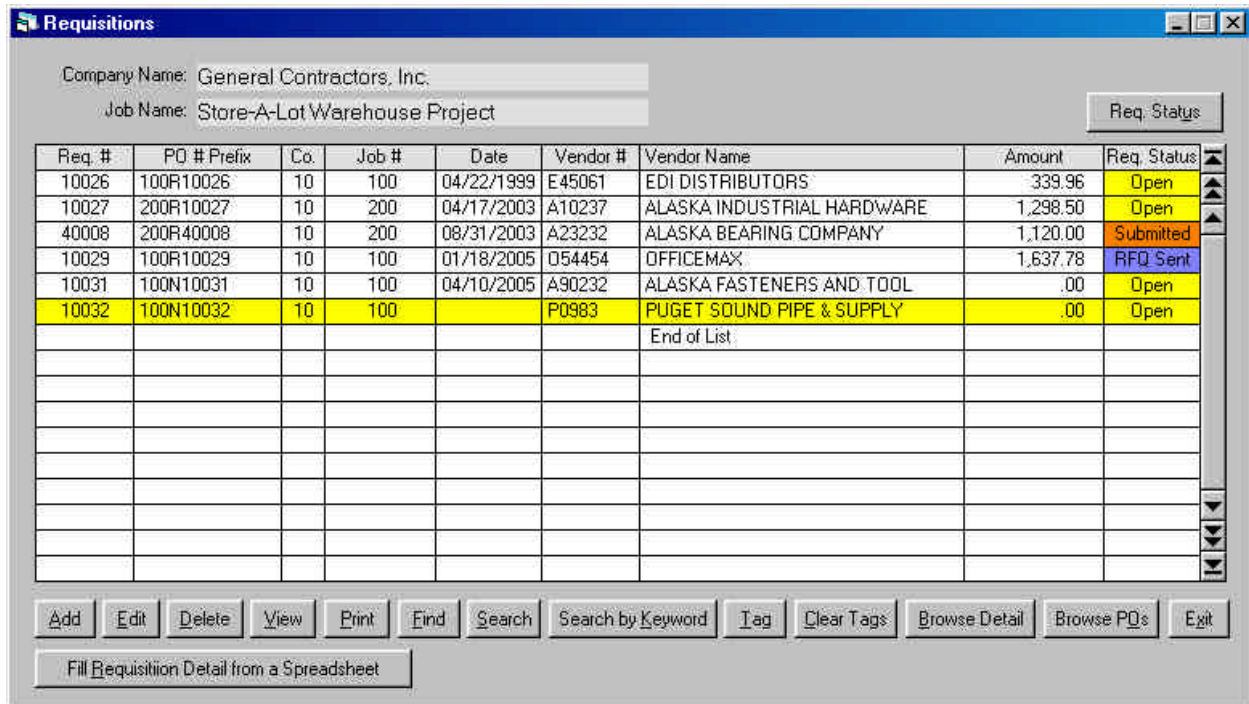 Requisitions
Company Name: General Contractors, Inc.
Job Name: Store-A-Lot Warehouse Project
Req. Status
Req. # PO # Prefix Co. Job # Date Vendor # Vendor Name Amount Req. Status
10026 100R10026 10 100 04/22/1999 E45061 EDI DISTRIBUTORS 339.96 Open
10027 200R10027 10 200 04/17/2003 A10237 ALASKA INDUSTRIAL HARDWARE 1,298.50 Open
40008 200R40008 10 200 08/31/2003 A23232 ALASKA BEARING COMPANY 1,120.00 Submitted
10029 100R10029 10 100 01/18/2005 O54454 OFFICEMAX 1,637.78 RFQ Sent
10031 100N10031 10 100 04/10/2005 A90232 ALASKA FASTENERS AND TOOL .00 Open
10032 100N10032 10 100 P0983 PUGET SOUND PIPE & SUPPLY .00 Open
End of List
Add Edit Delete View Print Find Search Search by Keyword Tag Clear Tags Browse Detail Browse POs Exit
Fill Requisitiion Detail from a Spreadsheet